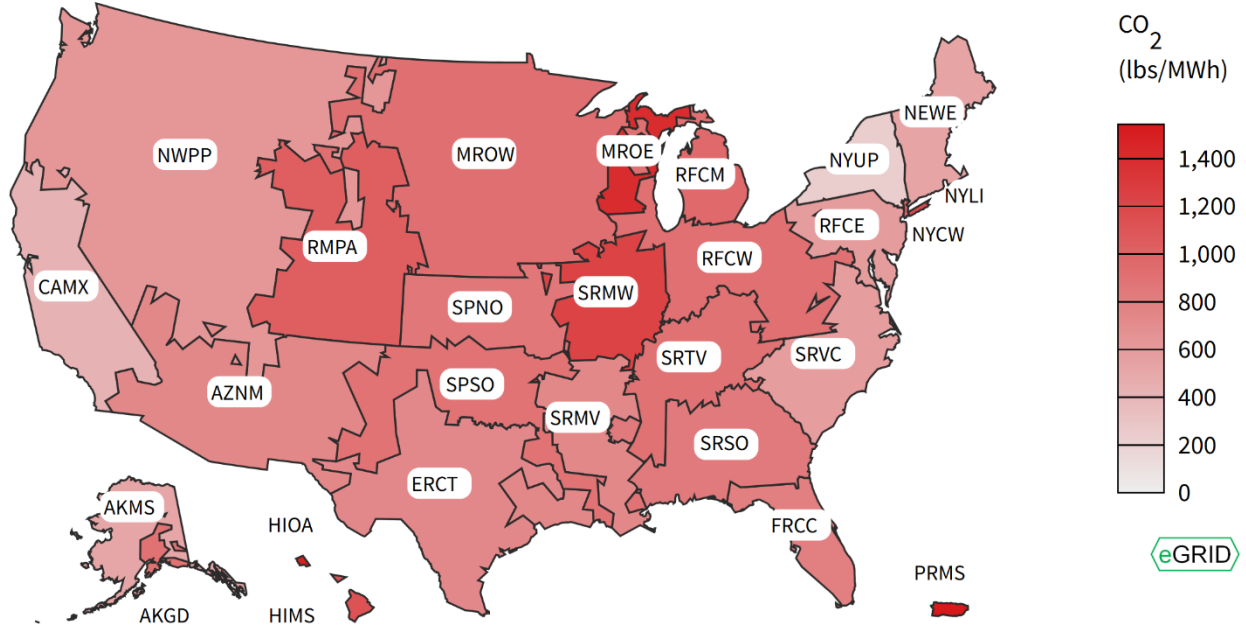 CO2
(lbs/MWh)
1,400
1,200
1,000
800
600
400
200
0
eGRID
NEWE
NWPP
MROW
MROE
NYUP
RFCM
NYLI
RFCE
NYCW
RMPA
RFCW
CAMX
SRMW
SPNO
SRTV
SRVC
SPSO
AZNM
SRMV
SRSO
ERCT
AKMS
HIOA
FRCC
PRMS
AKGD
HIMS